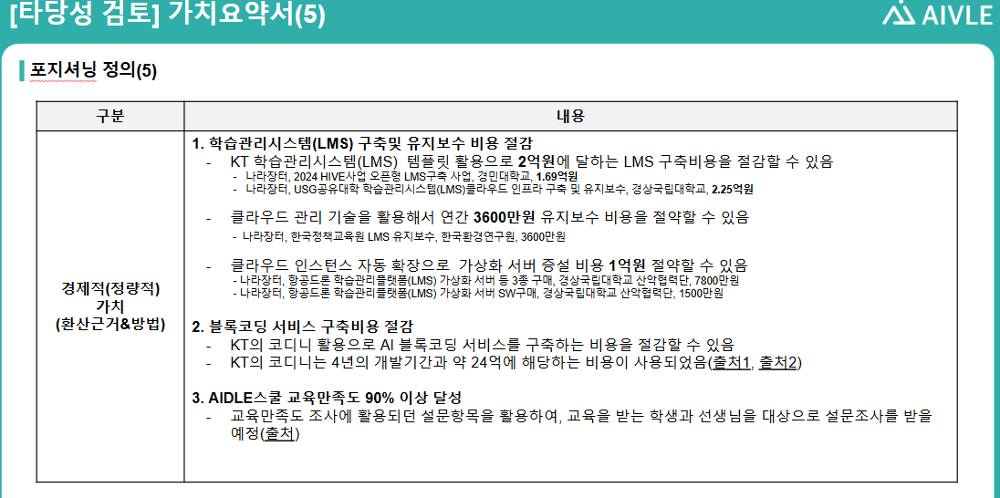 [타당성 검토] 가치요약서(5)
AIVLE
포지셔닝 정의(5)
구분
내용
경제적(정량적)
가치
(환산근거&방법)
1. 학습관리시스템(LMS) 구축및 유지보수 비용 절감
- KT 학습관리시스템(LMS) 템플릿 활용으로 2억원에 달하는 LMS 구축비용을 절감할 수 있음
- 나라장터, 2024 HIVE사업 오픈형 LMS구축 사업, 경민대학교, 1.69억원
- 나라장터, USG공유대학 학습관리시스템(LMS)클라우드 인프라 구축 및 유지보수, 경상국립대학교, 2.25억원
- 클라우드 관리 기술을 활용해서 연간 3600만원 유지보수 비용을 절약할 수 있음
- 나라장터, 한국정책교육원 LMS 유지보수, 한국환경연구원, 3600만원
- 클라우드 인스턴스 자동 확장으로 가상화 서버 증설 비용 1억원 절약할 수 있음
- 나라장터, 항공드론 학습관리플랫폼(LMS) 가상화 서버 등 3종 구매, 경상국립대학교 산악협력단, 7800만원
- 나라장터, 항공드론 학습관리플랫폼(LMS) 가상화 서버 SW구매, 경상국립대학교 산악협력단, 1500만원
2. 블록코딩 서비스 구축비용 절감
- KT의 코디니 활용으로 AI 블록코딩 서비스를 구축하는 비용을 절감할 수 있음
- KT의 코디니는 4년의 개발기간과 약 24억에 해당하는 비용이 사용되었음(출처1, 출처2)
3. AIDLE스쿨 교육만족도 90% 이상 달성
- 교육만족도 조사에 활용되던 설문항목을 활용하여, 교육을 받는 학생과 선생님을 대상으로 설문조사를 받을
예정(출처)